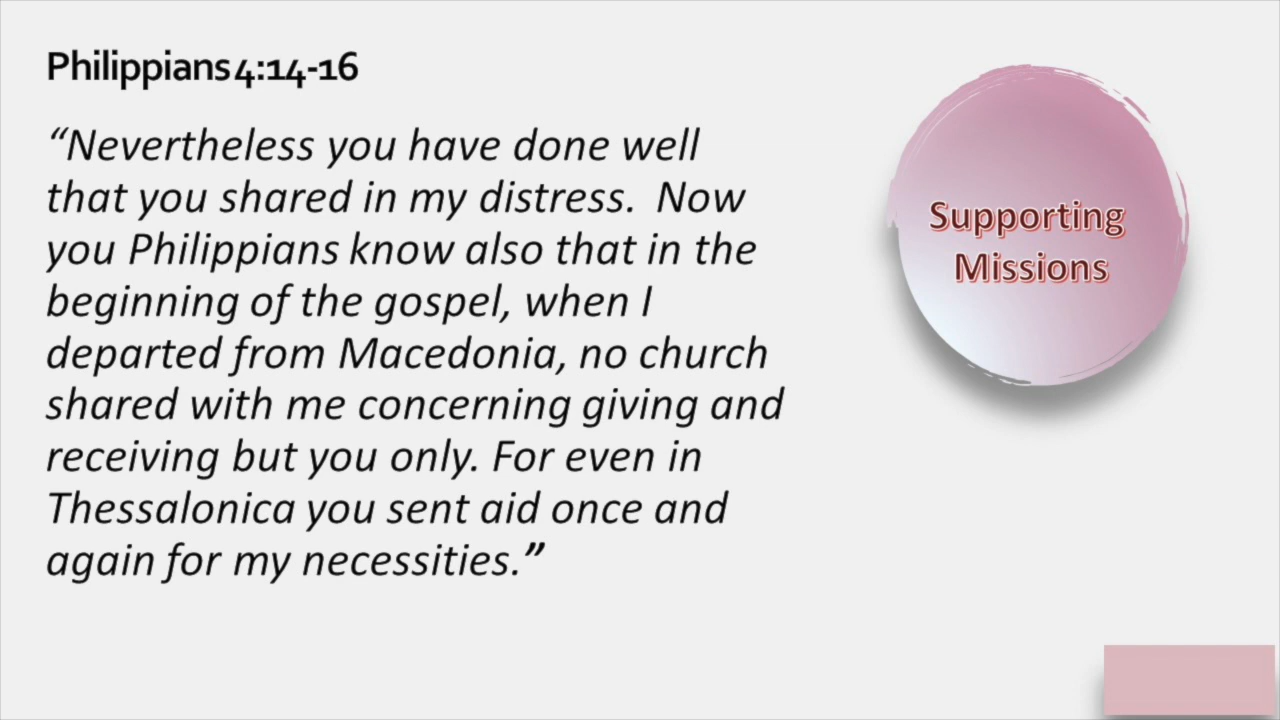 Philippians 4:14-16
“Nevertheless you have done well
that you shared in my distress.  Now
you Philippians know also that in the
beginning of the gospel, when I
departed from Macedonia, no church
shared with me concerning giving and
receiving but you only. For even in
Thessalonica you sent aid once and
again for my necessities.”
Supporting
Missions